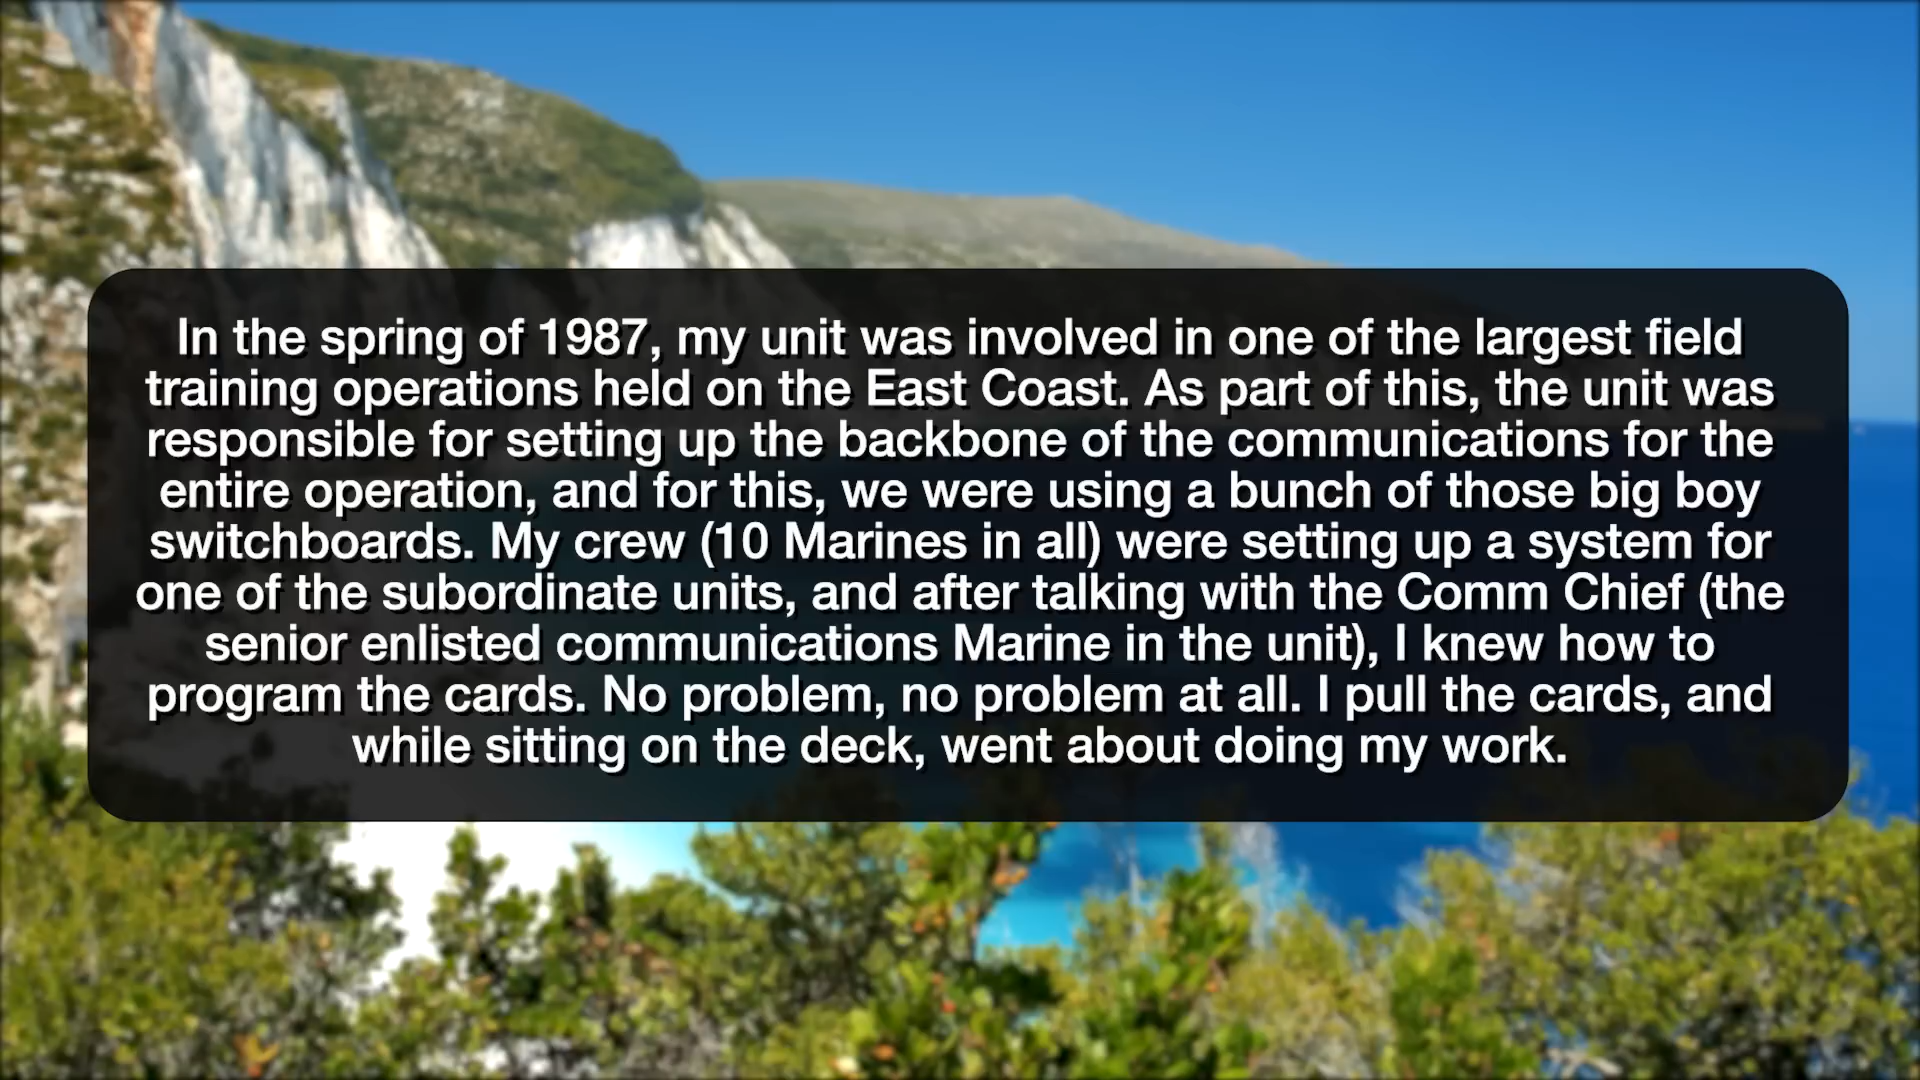 In the spring of 1987, my unit was involved in one of the largest field
training operations held on the East Coast. As part of this, the unit was
responsible for setting up the backbone of the communications for the
entire operation, and for this, we were using a bunch of those big boy
switchboards. My crew (10 Marines in all) were setting up a system for
one of the subordinate units, and after talking with the Comm Chief (the
senior enlisted communications Marine in the unit), I knew how to
program the cards. No problem, no problem at all. I pull the cards, and
while sitting on the deck, went about doing my work.